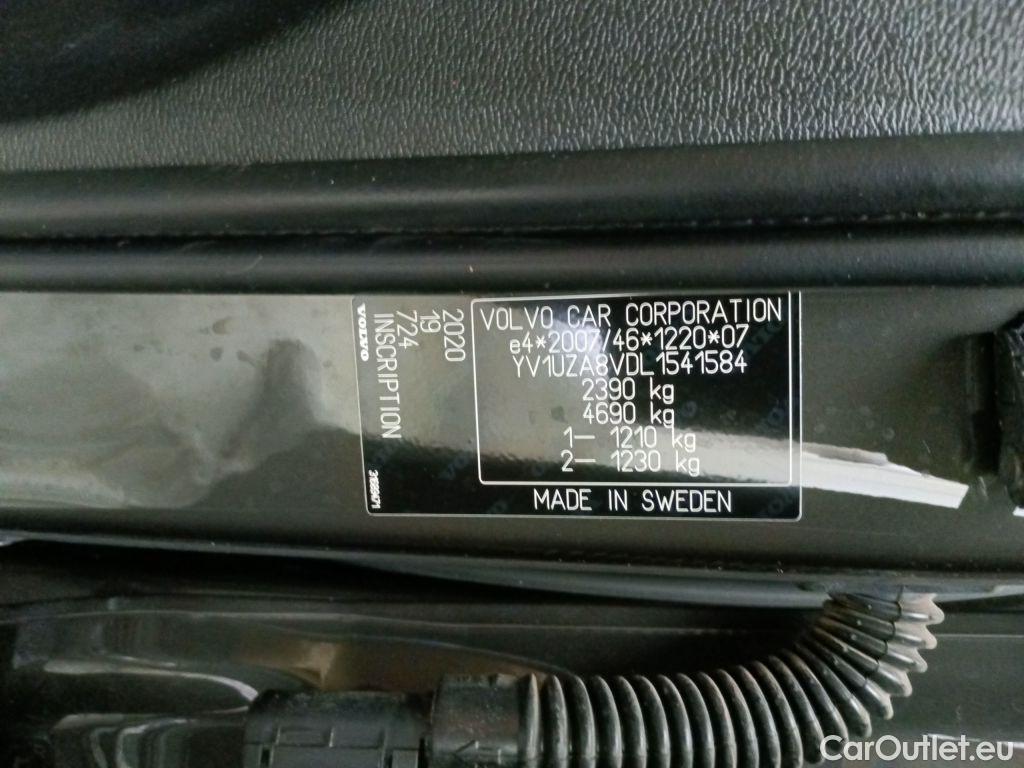 VOLVO CAR CORPORATION
e4*2007/46*1220*07
YV1UZA8VDL1541584
2390 kg
4690 kg
1– 1210 kg
2– 1230 kg
MADE IN SWEDEN
2020
19
724
INSCRIPTION
VOLVO
CarOutlet.eu